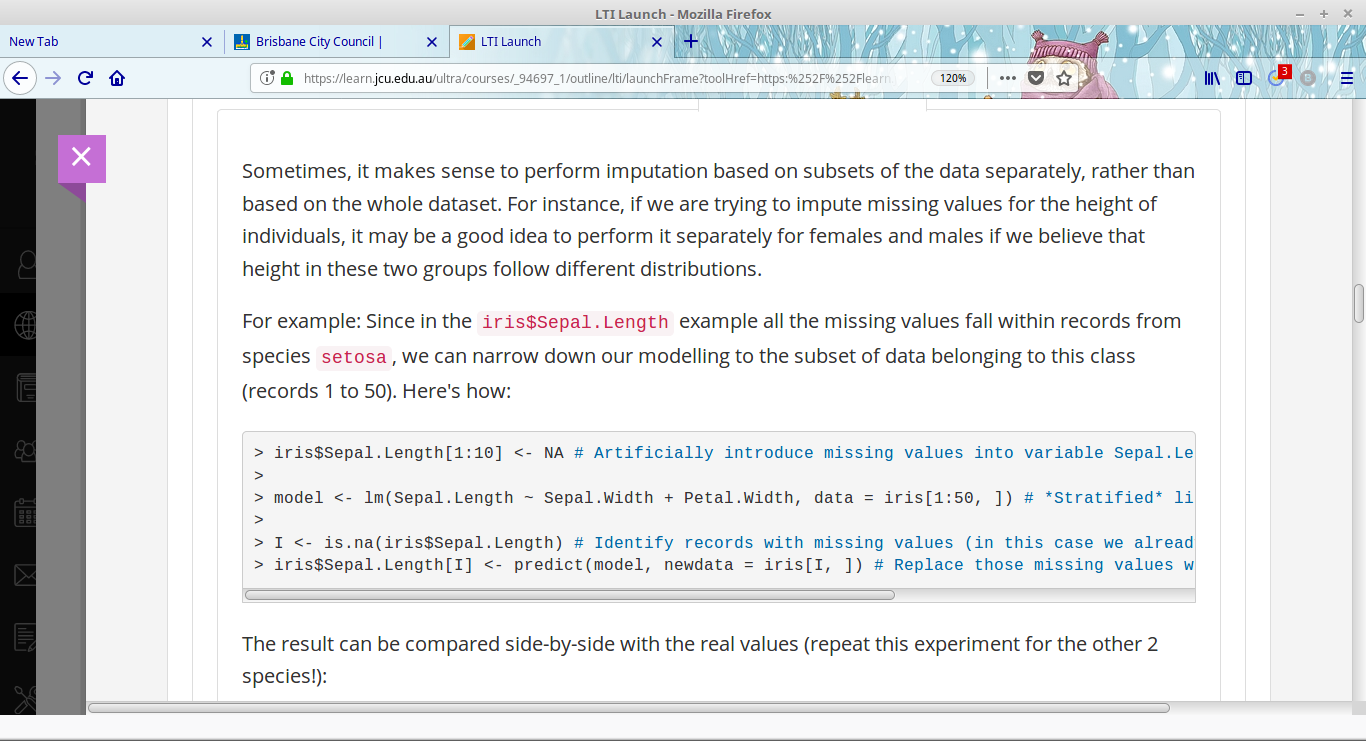 LTI Launch - Mozilla Firefox
New Tab
Brisbane City Council |
LTI Launch
https://learn.jcu.edu.au/ultra/courses/_94697_1/outline/lti/launchFrame?toolHref=https:%252F%252Flearn.
120%
3
Sometimes, it makes sense to perform imputation based on subsets of the data separately, rather than
based on the whole dataset. For instance, if we are trying to impute missing values for the height of
individuals, it may be a good idea to perform it separately for females and males if we believe that
height in these two groups follow different distributions.
For example: Since in the iris$Sepal.Length example all the missing values fall within records from
species setosa, we can narrow down our modelling to the subset of data belonging to this class
(records 1 to 50). Here's how:
> iris$Sepal.Length[1:10] <- NA # Artificially introduce missing values into variable Sepal.Le
>
> model <- lm(Sepal.Length ~ Sepal.Width + Petal.Width, data = iris[1:50, ]) # *Stratified* li
>
> I <- is.na(iris$Sepal.Length) # Identify records with missing values (in this case we alread
> iris$Sepal.Length[I] <- predict(model, newdata = iris[I, ]) # Replace those missing values w
The result can be compared side-by-side with the real values (repeat this experiment for the other 2
species!):